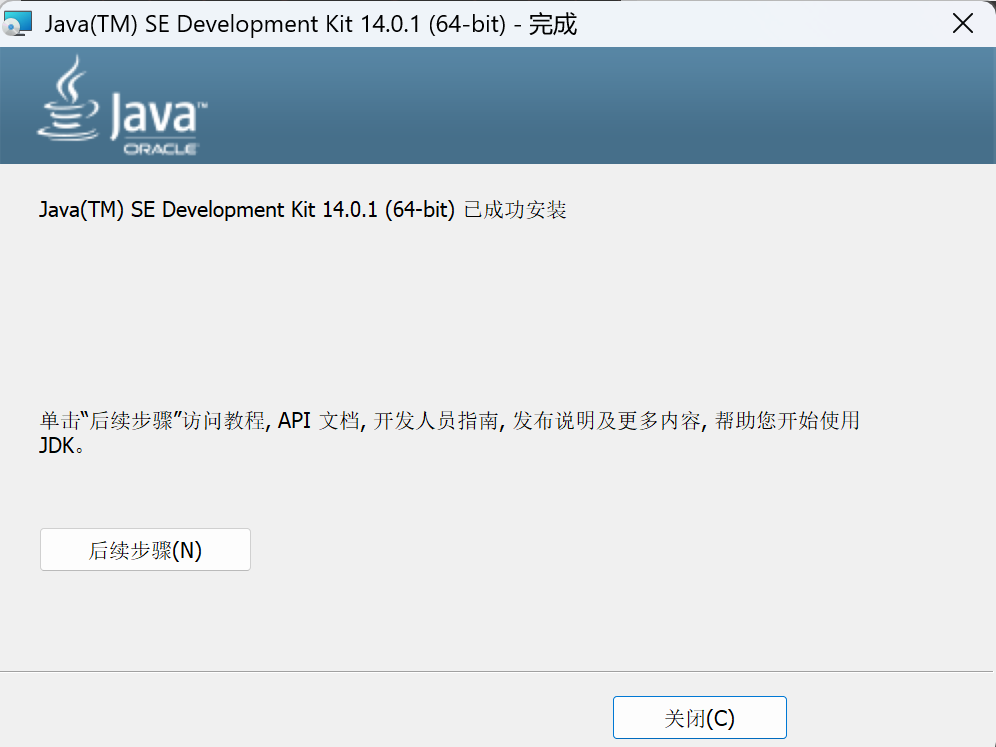 Java(TM) SE Development Kit 14.0.1 (64-bit) - 完成
Java™
ORACLE
Java(TM) SE Development Kit 14.0.1 (64-bit) 已成功安装
单击“后续步骤”访问教程, API 文档, 开发人员指南, 发布说明及更多内容, 帮助您开始使用
JDK。
后续步骤(N)
关闭(C)